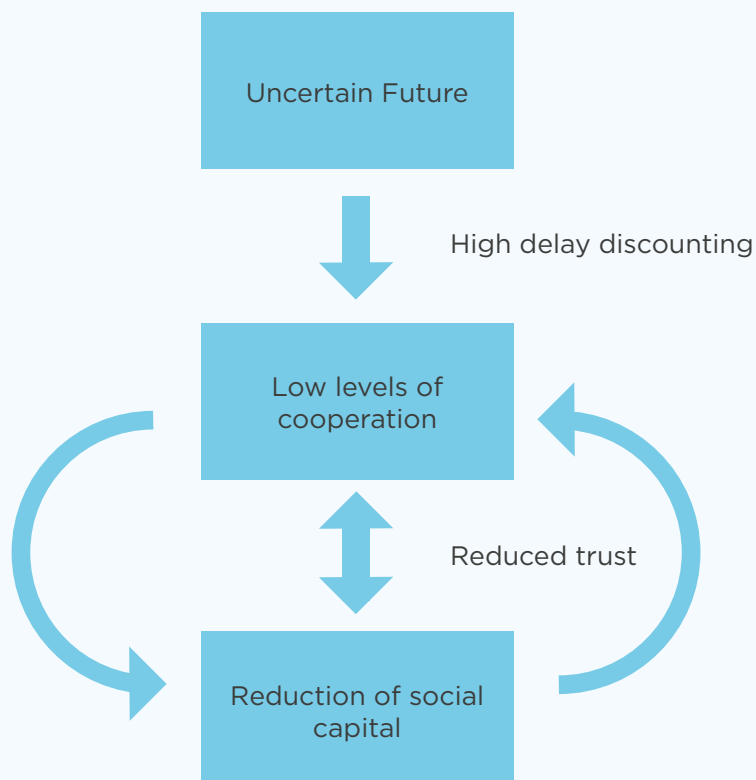 Uncertain Future
High delay discounting
Low levels of
cooperation
Reduced trust
Reduction of social
capital